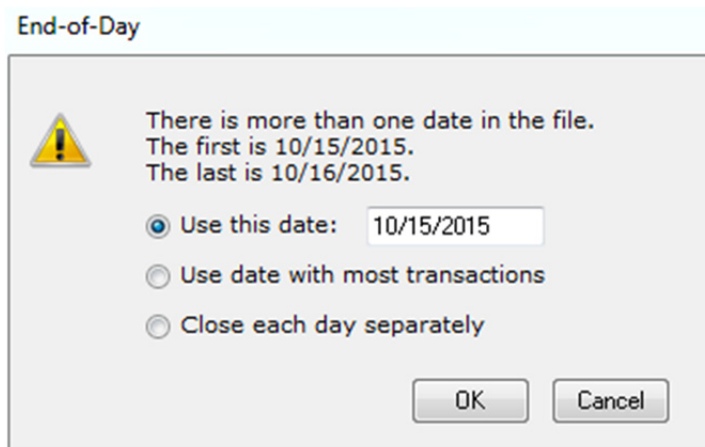 End-of-Day
There is more than one date in the file.
The first is 10/15/2015.
The last is 10/16/2015.
Use this date: 10/15/2015
Use date with most transactions
Close each day separately
OK Cancel